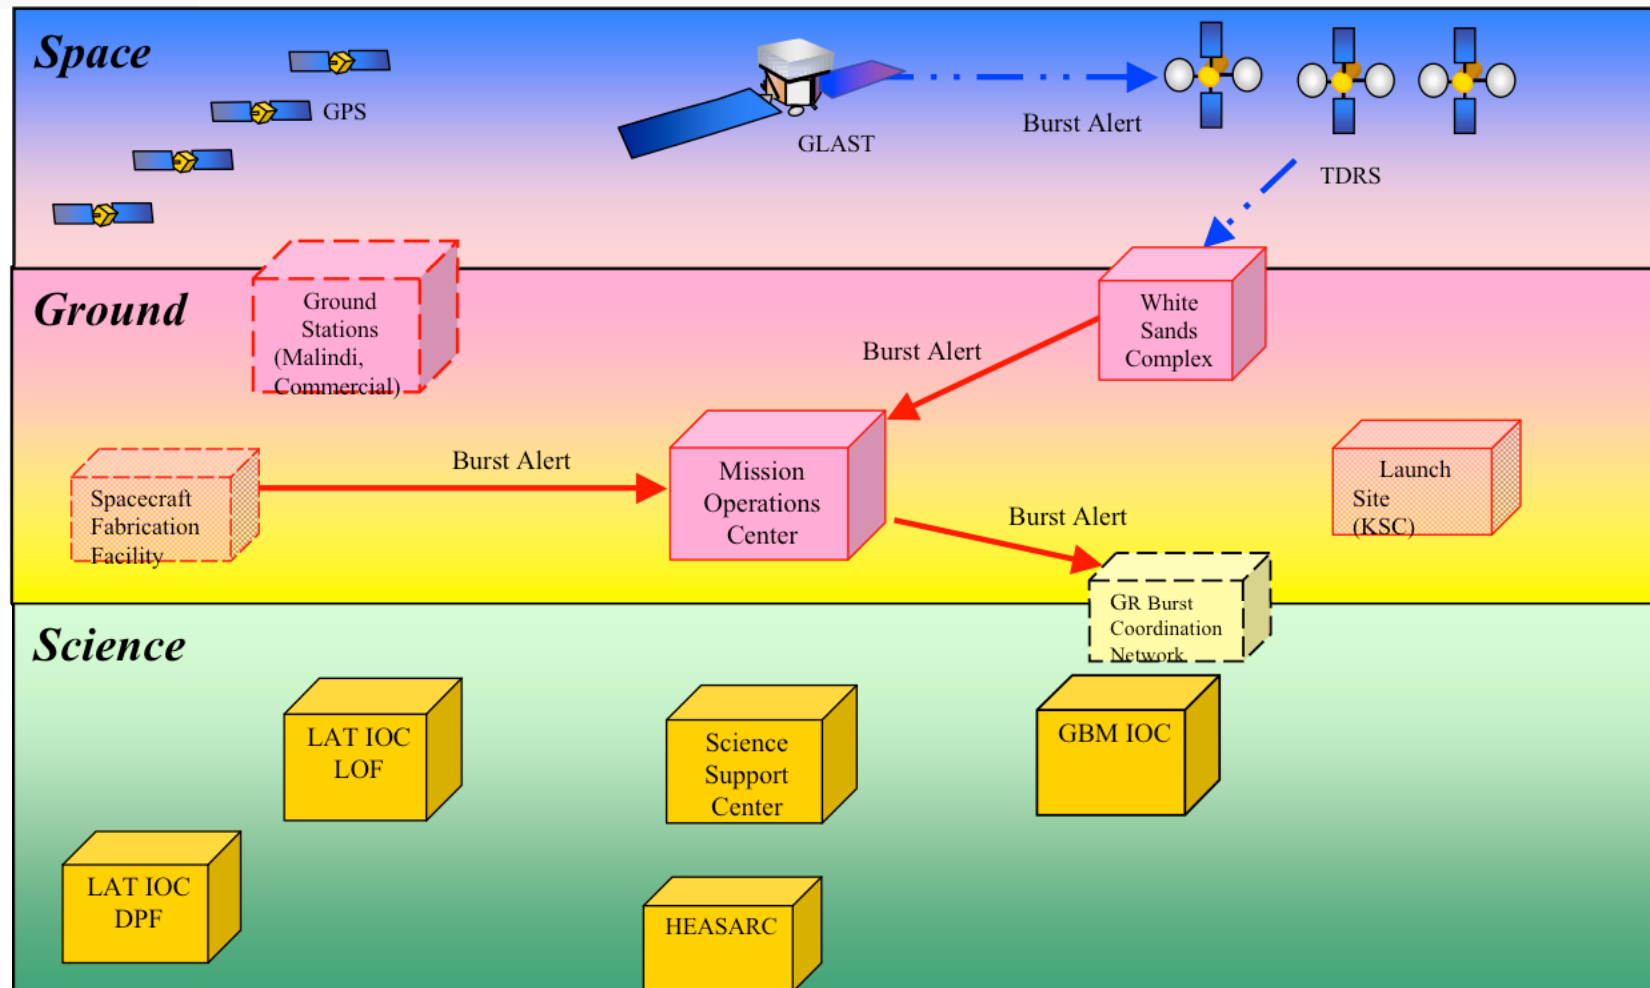 Space
GPS
GLAST
Burst Alert
TDRS
Ground
Ground
Stations
(Malindi,
Commercial)
White
Sands
Complex
Burst Alert
Spacecraft
Fabrication
Facility
Burst Alert
Mission
Operations
Center
Burst Alert
Launch
Site
(KSC)
GR Burst
Coordination
Network
Science
LAT IOC
LOF
Science
Support
Center
GBM IOC
LAT IOC
DPF
HEASARC